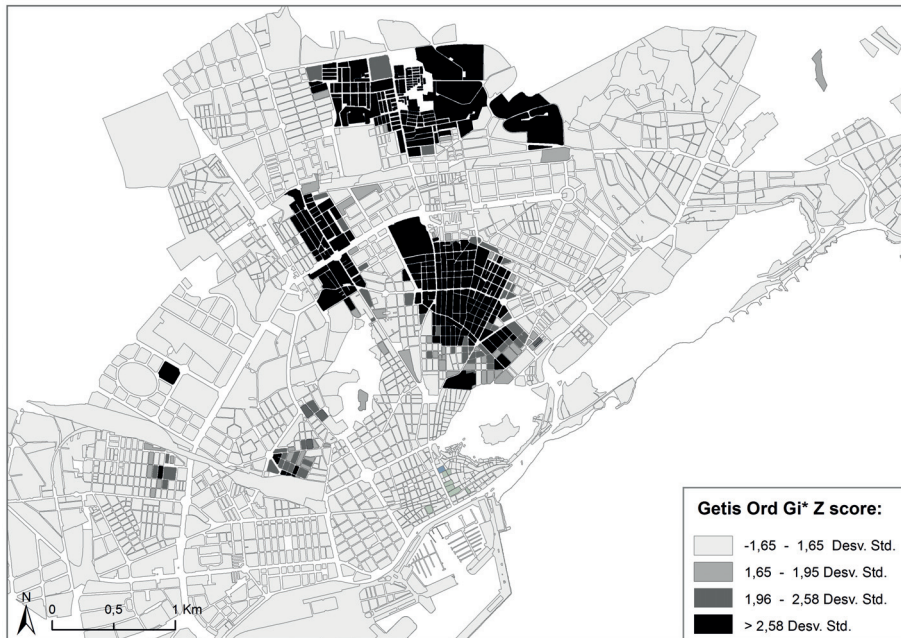 Getis Ord Gi* Z score:
-1,65 - 1,65 Desv. Std.
1,65 - 1,95 Desv. Std.
1,96 - 2,58 Desv. Std.
> 2,58 Desv. Std.
N
0 0,5 1 Km